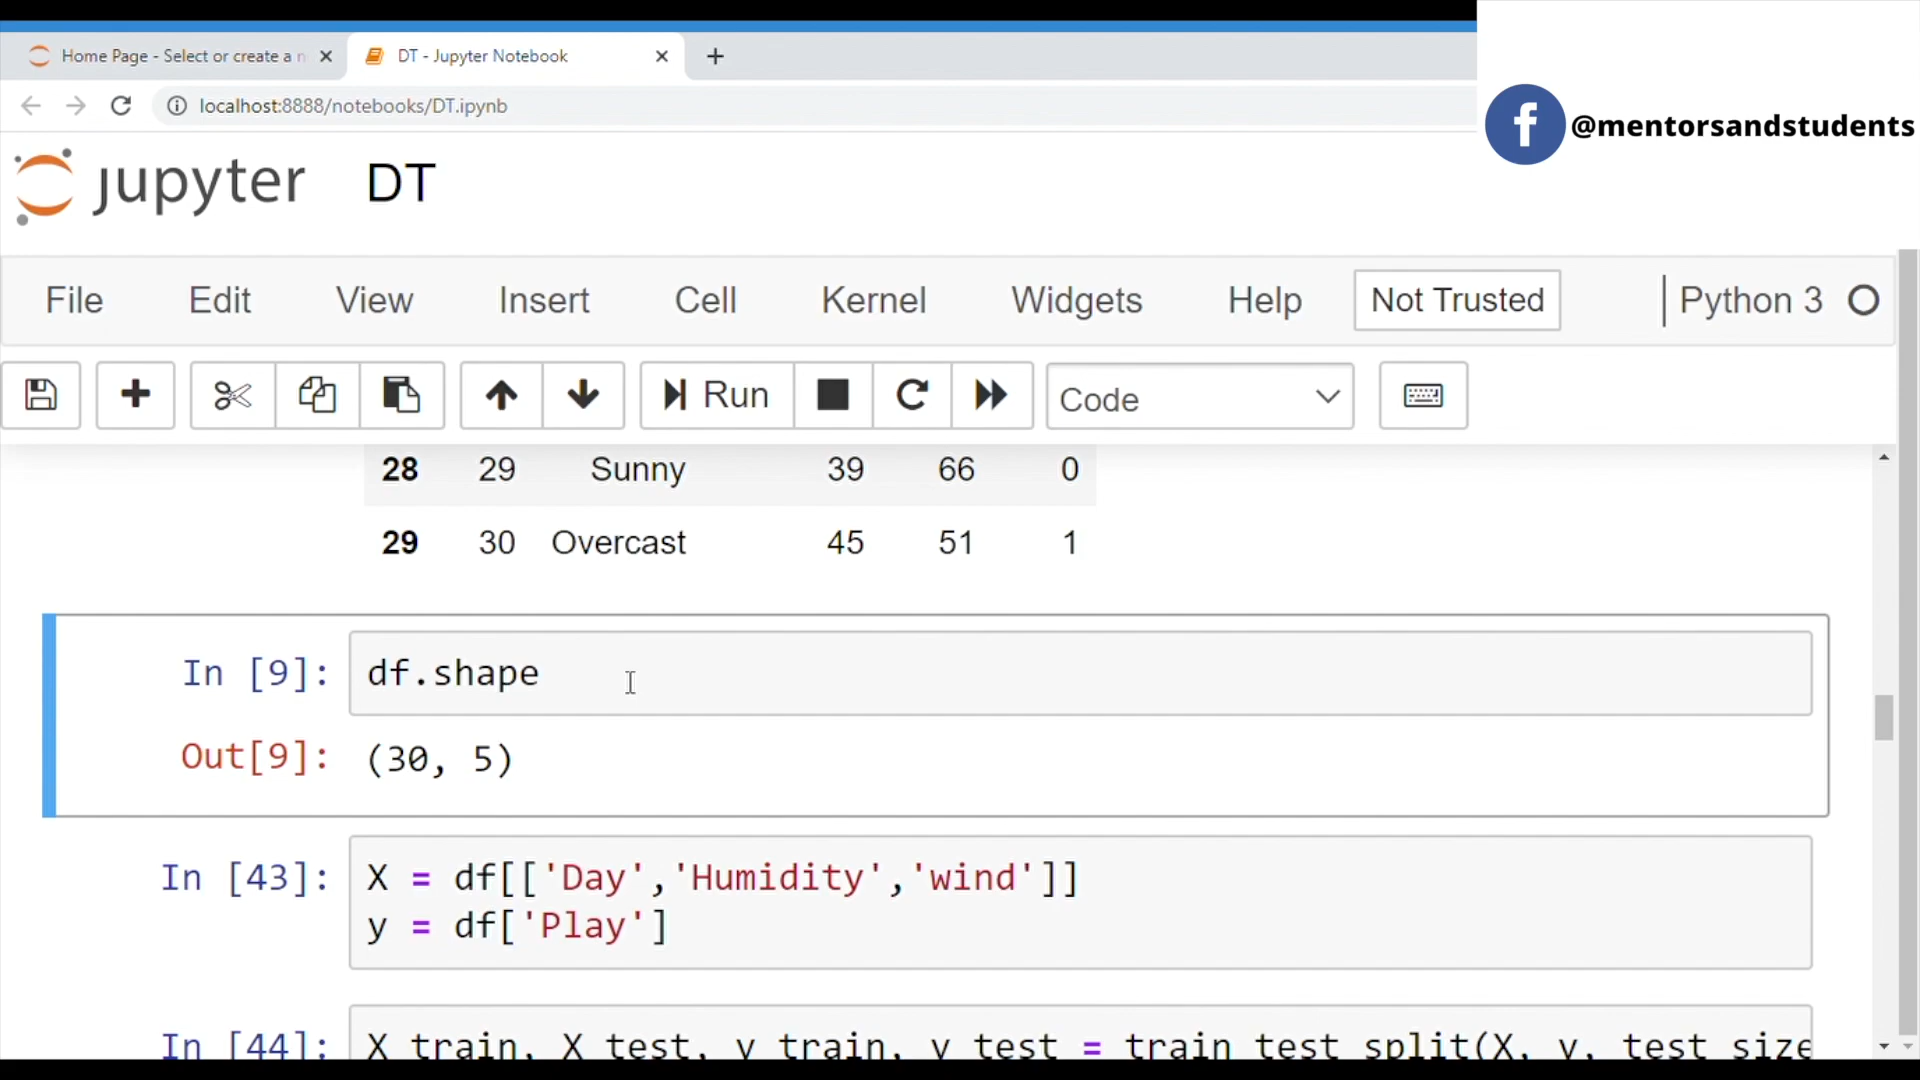 Home Page - Select or create a n
DT - Jupyter Notebook
localhost:8888/notebooks/DT.ipynb
f @mentorsandstudents
jupyter DT
File Edit View Insert Cell Kernel Widgets Help Not Trusted Python 3
Run Code
28 29 Sunny 39 66 0
29 30 Overcast 45 51 1
In [9]: df.shape
Out[9]: (30, 5)
In [43]: X = df[['Day','Humidity','wind']]
y = df['Play']
In [44]: X_train, X_test, y_train, y_test = train_test_split(X, y, test_size